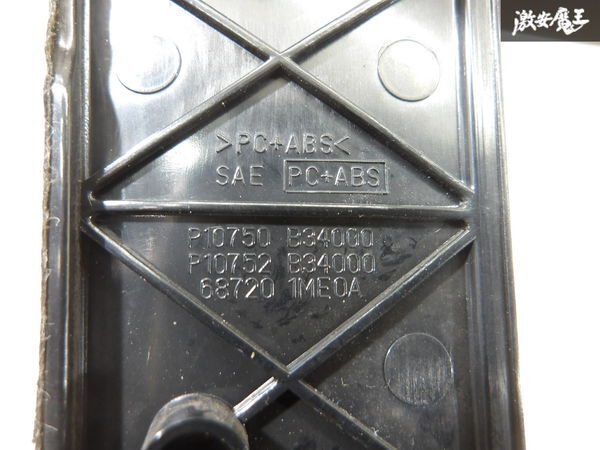 激安魔王
>PC+ABS<
SAE PC+ABS
P10750 B34000
P10752 B34000
68720 1ME0A